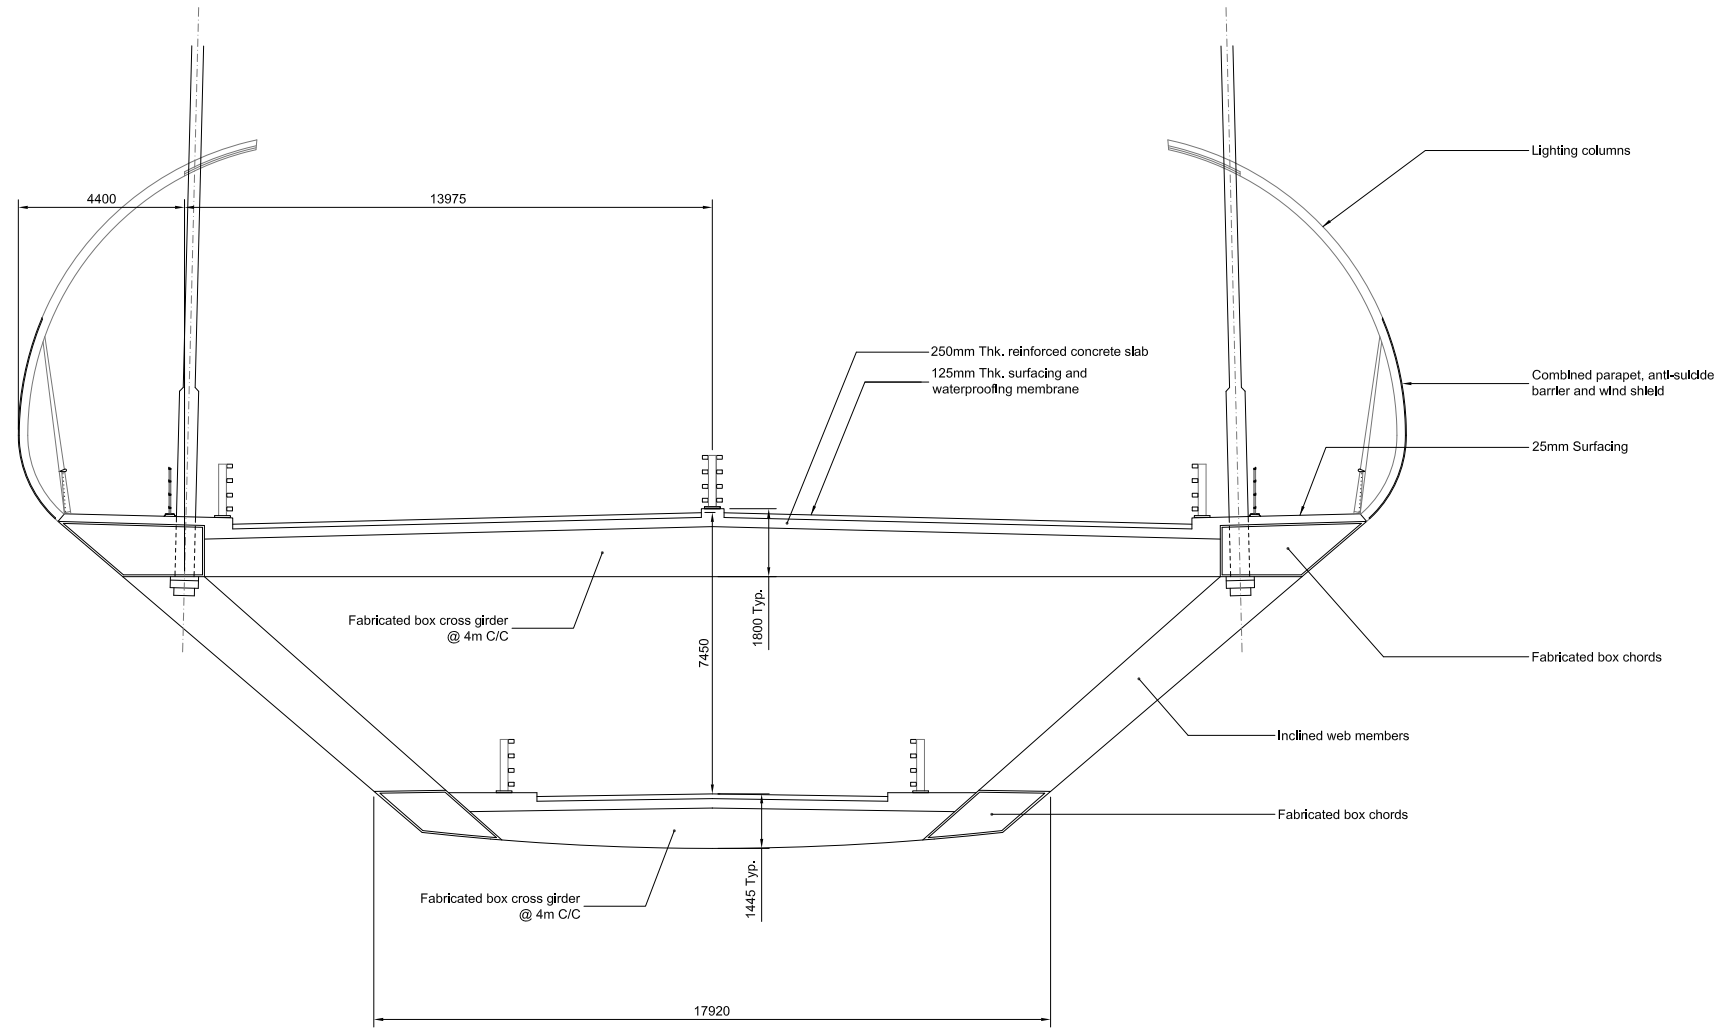 Lighting columns
4400
13975
250mm Thk. reinforced concrete slab
125mm Thk. surfacing and
waterproofing membrane
Combined parapet, anti-suicide
barrier and wind shield
25mm Surfacing
1800 Typ.
Fabricated box cross girder
@ 4m C/C
7450
Fabricated box chords
Inclined web members
Fabricated box chords
1445 Typ.
Fabricated box cross girder
@ 4m C/C
17920